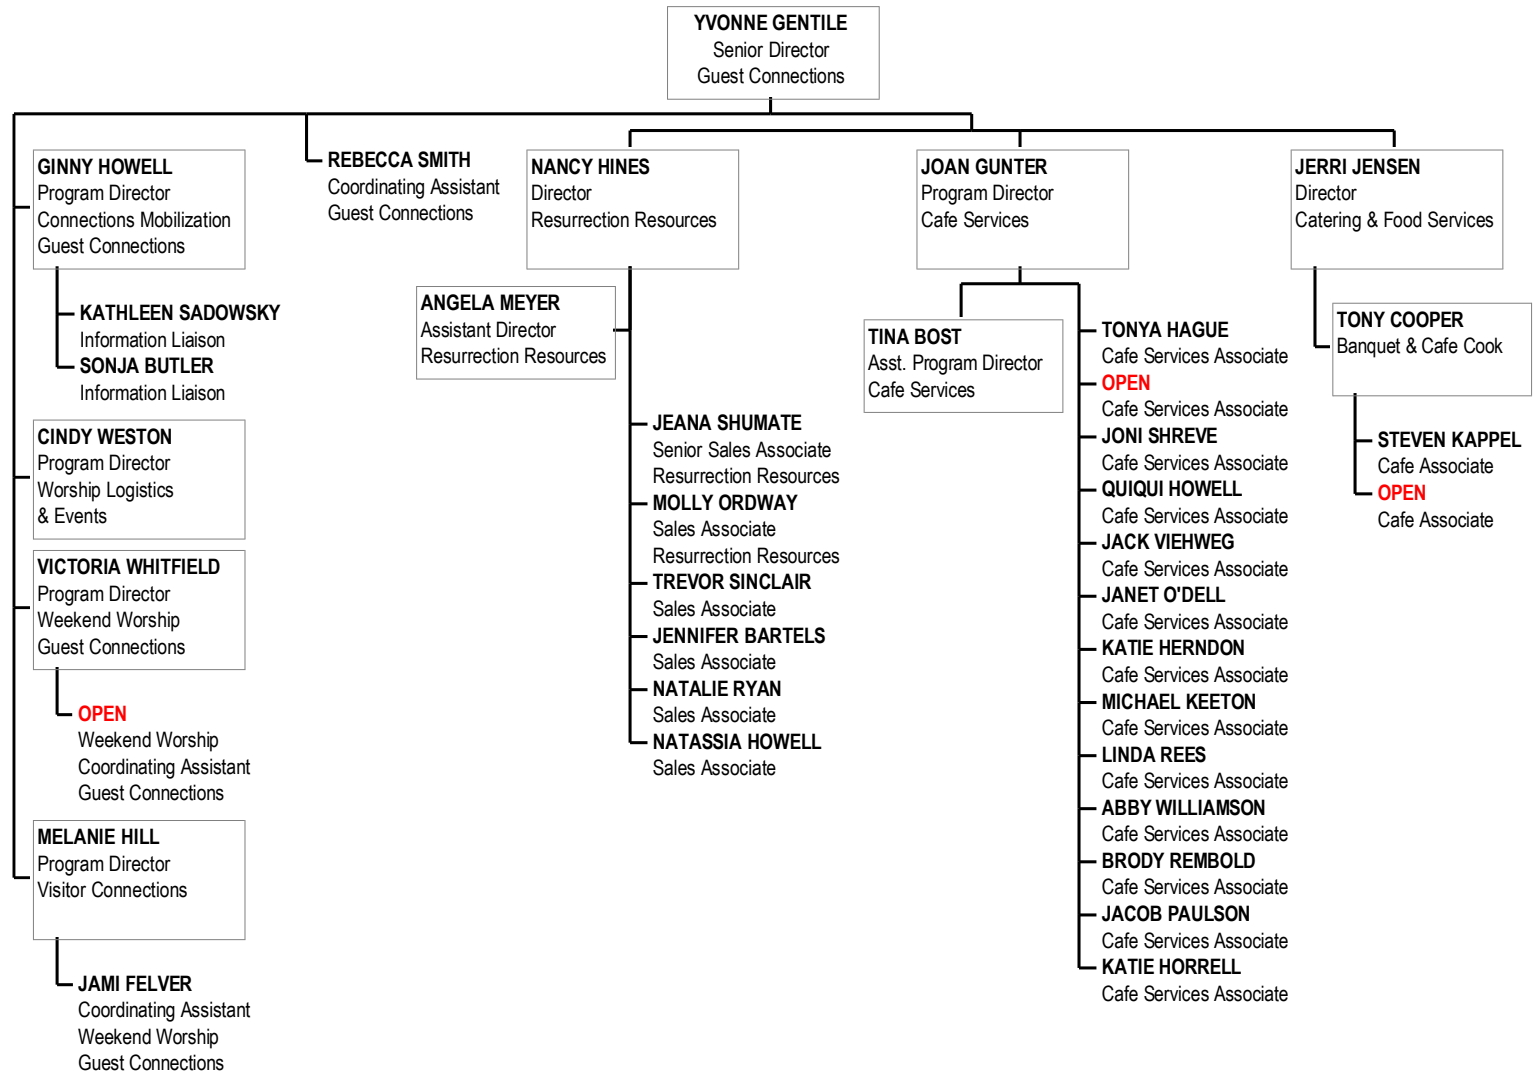 YVONNE GENTILE
Senior Director
Guest Connections
GINNY HOWELL
Program Director
Connections Mobilization
Guest Connections
KATHLEEN SADOWSKY
Information Liaison
SONJA BUTLER
Information Liaison
CINDY WESTON
Program Director
Worship Logistics
& Events
VICTORIA WHITFIELD
Program Director
Weekend Worship
Guest Connections
OPEN
Weekend Worship
Coordinating Assistant
Guest Connections
MELANIE HILL
Program Director
Visitor Connections
JAMI FELVER
Coordinating Assistant
Weekend Worship
Guest Connections
REBECCA SMITH
Coordinating Assistant
Guest Connections
NANCY HINES
Director
Resurrection Resources
ANGELA MEYER
Assistant Director
Resurrection Resources
JEANA SHUMATE
Senior Sales Associate
Resurrection Resources
MOLLY ORDWAY
Sales Associate
Resurrection Resources
TREVOR SINCLAIR
Sales Associate
JENNIFER BARTELS
Sales Associate
NATALIE RYAN
Sales Associate
NATASSIA HOWELL
Sales Associate
JOAN GUNTER
Program Director
Cafe Services
TINA BOST
Asst. Program Director
Cafe Services
TONYA HAGUE
Cafe Services Associate
OPEN
Cafe Services Associate
JONI SHREVE
Cafe Services Associate
QUIQUI HOWELL
Cafe Services Associate
JACK VIEHWEG
Cafe Services Associate
JANET O'DELL
Cafe Services Associate
KATIE HERNDON
Cafe Services Associate
MICHAEL KEETON
Cafe Services Associate
LINDA REES
Cafe Services Associate
ABBY WILLIAMSON
Cafe Services Associate
BRODY REMBOLD
Cafe Services Associate
JACOB PAULSON
Cafe Services Associate
KATIE HORRELL
Cafe Services Associate
JERRI JENSEN
Director
Catering & Food Services
TONY COOPER
Banquet & Cafe Cook
STEVEN KAPPEL
Cafe Associate
OPEN
Cafe Associate